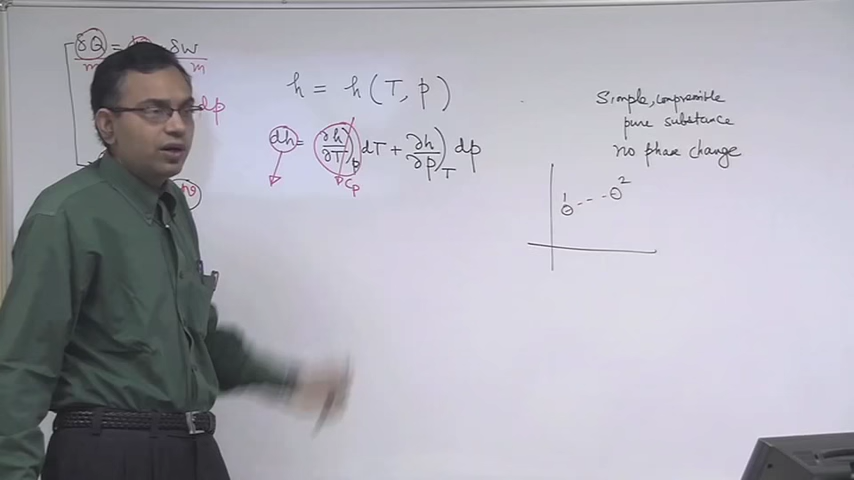 δQ = δW
m m
dp
h = h (T, p)
dh = ∂h/∂T)p dT + ∂h/∂p)T dp
cp
Simple, compressible
pure substance
no phase change
1 2